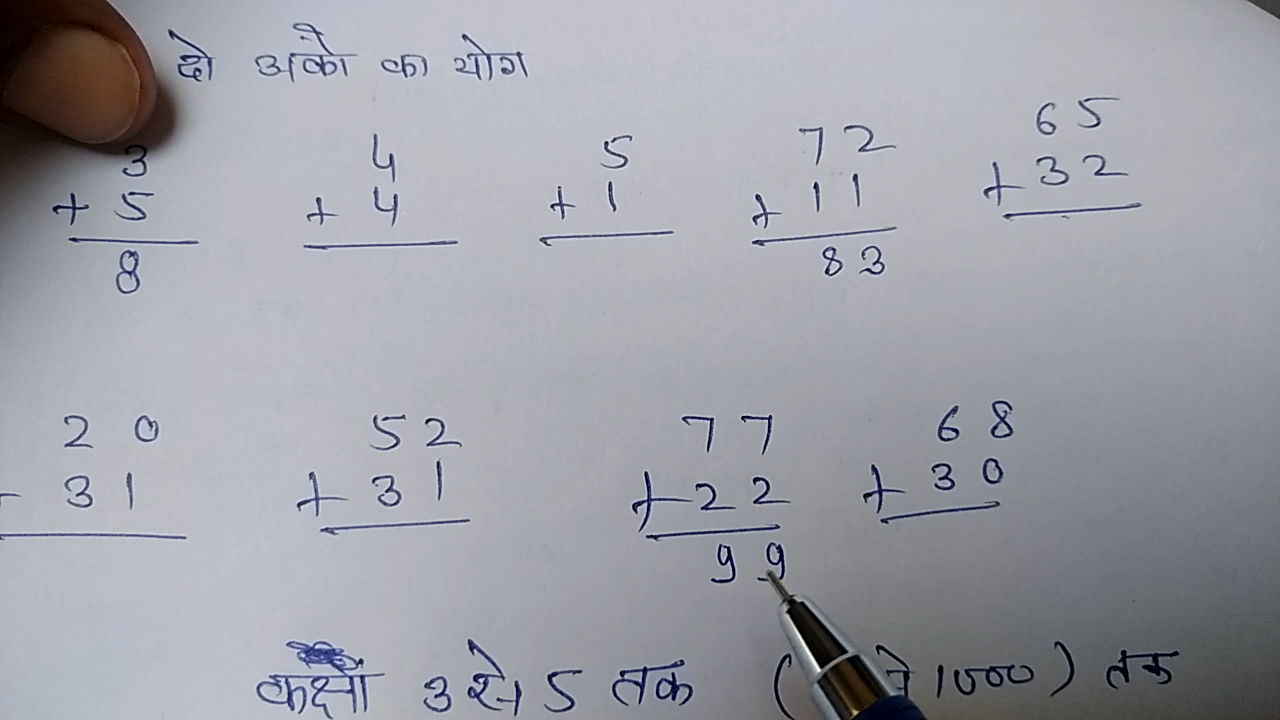 दो अंकौ का योग
3 4 5 72 65
+ 5 + 4 + 1 + 11 + 32
8 83
20 52 77 68
- 31 + 31 + 22 + 30
99
कक्षाे 3 से 5 तक ( ने 1000) तक